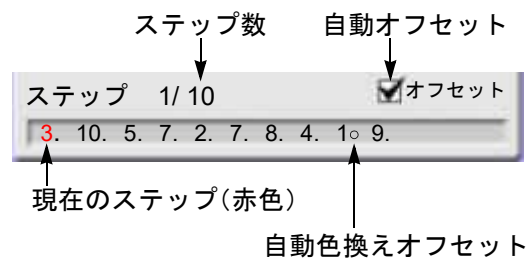 ステップ数 自動オフセット
ステップ 1/ 10 オフセット
3. 10. 5. 7. 2. 7. 8. 4. 1○ 9.
現在のステップ(赤色)
自動色換えオフセット